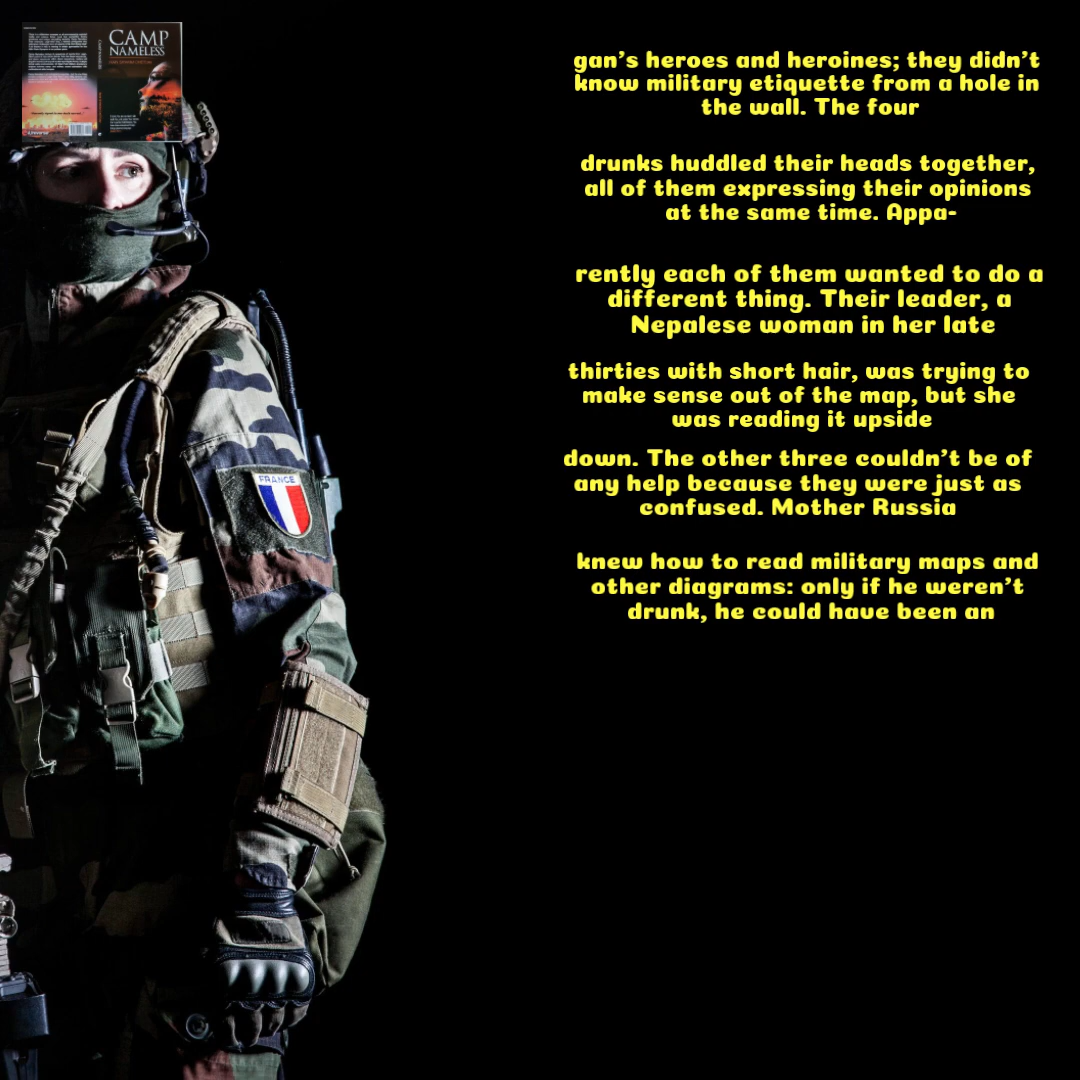 CAMP
NAMELESS
gan's heroes and heroines; they didn't
know military etiquette from a hole in
the wall. The four
drunks huddled their heads together,
all of them expressing their opinions
at the same time. Appa-
rently each of them wanted to do a
different thing. Their leader, a
Nepalese woman in her late
thirties with short hair, was trying to
make sense out of the map, but she
was reading it upside
down. The other three couldn't be of
any help because they were just as
confused. Mother Russia
knew how to read military maps and
other diagrams: only if he weren't
drunk, he could have been an
FRANCE